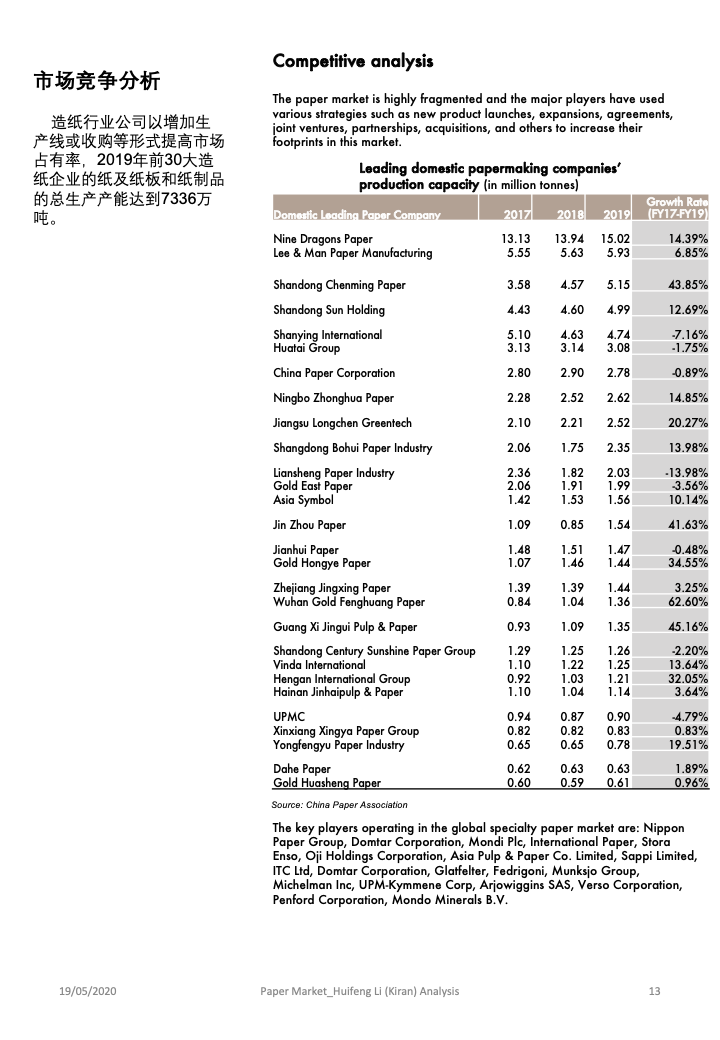 市场竞争分析
造纸行业公司以增加生
产线或收购等形式提高市场
占有率，2019年前30大造
纸企业的纸及纸板和纸制品
的总生产产能达到7336万
吨。
Competitive analysis
The paper market is highly fragmented and the major players have used
various strategies such as new product launches, expansions, agreements,
joint ventures, partnerships, acquisitions, and others to increase their
footprints in this market.
Leading domestic papermaking companies’
production capacity (in million tonnes)
Domestic Leading Paper Company 2017 2018 2019 Growth Rate (FY17-FY19)
Nine Dragons Paper 13.13 13.94 15.02 14.39%
Lee & Man Paper Manufacturing 5.55 5.63 5.93 6.85%
Shandong Chenming Paper 3.58 4.57 5.15 43.85%
Shandong Sun Holding 4.43 4.60 4.99 12.69%
Shanying International 5.10 4.63 4.74 -7.16%
Huatai Group 3.13 3.14 3.08 -1.75%
China Paper Corporation 2.80 2.90 2.78 -0.89%
Ningbo Zhonghua Paper 2.28 2.52 2.62 14.85%
Jiangsu Longchen Greentech 2.10 2.21 2.52 20.27%
Shangdong Bohui Paper Industry 2.06 1.75 2.35 13.98%
Liansheng Paper Industry 2.36 1.82 2.03 -13.98%
Gold East Paper 2.06 1.91 1.99 -3.56%
Asia Symbol 1.42 1.53 1.56 10.14%
Jin Zhou Paper 1.09 0.85 1.54 41.63%
Jianhui Paper 1.48 1.51 1.47 -0.48%
Gold Hongye Paper 1.07 1.46 1.44 34.55%
Zhejiang Jingxing Paper 1.39 1.39 1.44 3.25%
Wuhan Gold Fenghuang Paper 0.84 1.04 1.36 62.60%
Guang Xi Jingui Pulp & Paper 0.93 1.09 1.35 45.16%
Shandong Century Sunshine Paper Group 1.29 1.25 1.26 -2.20%
Vinda International 1.10 1.22 1.25 13.64%
Hengan International Group 0.92 1.03 1.21 32.05%
Hainan Jinhaipulp & Paper 1.10 1.04 1.14 3.64%
UPMC 0.94 0.87 0.90 -4.79%
Xinxiang Xingya Paper Group 0.82 0.82 0.83 0.83%
Yongfengyu Paper Industry 0.65 0.65 0.78 19.51%
Dahe Paper 0.62 0.63 0.63 1.89%
Gold Huasheng Paper 0.60 0.59 0.61 0.96%
Source: China Paper Association
The key players operating in the global specialty paper market are: Nippon
Paper Group, Domtar Corporation, Mondi Plc, International Paper, Stora
Enso, Oji Holdings Corporation, Asia Pulp & Paper Co. Limited, Sappi Limited,
ITC Ltd, Domtar Corporation, Glatfelter, Fedrigoni, Munksjo Group,
Michelman Inc, UPM-Kymmene Corp, Arjowiggins SAS, Verso Corporation,
Penford Corporation, Mondo Minerals B.V.
19/05/2020 Paper Market_Huifeng Li (Kiran) Analysis 13